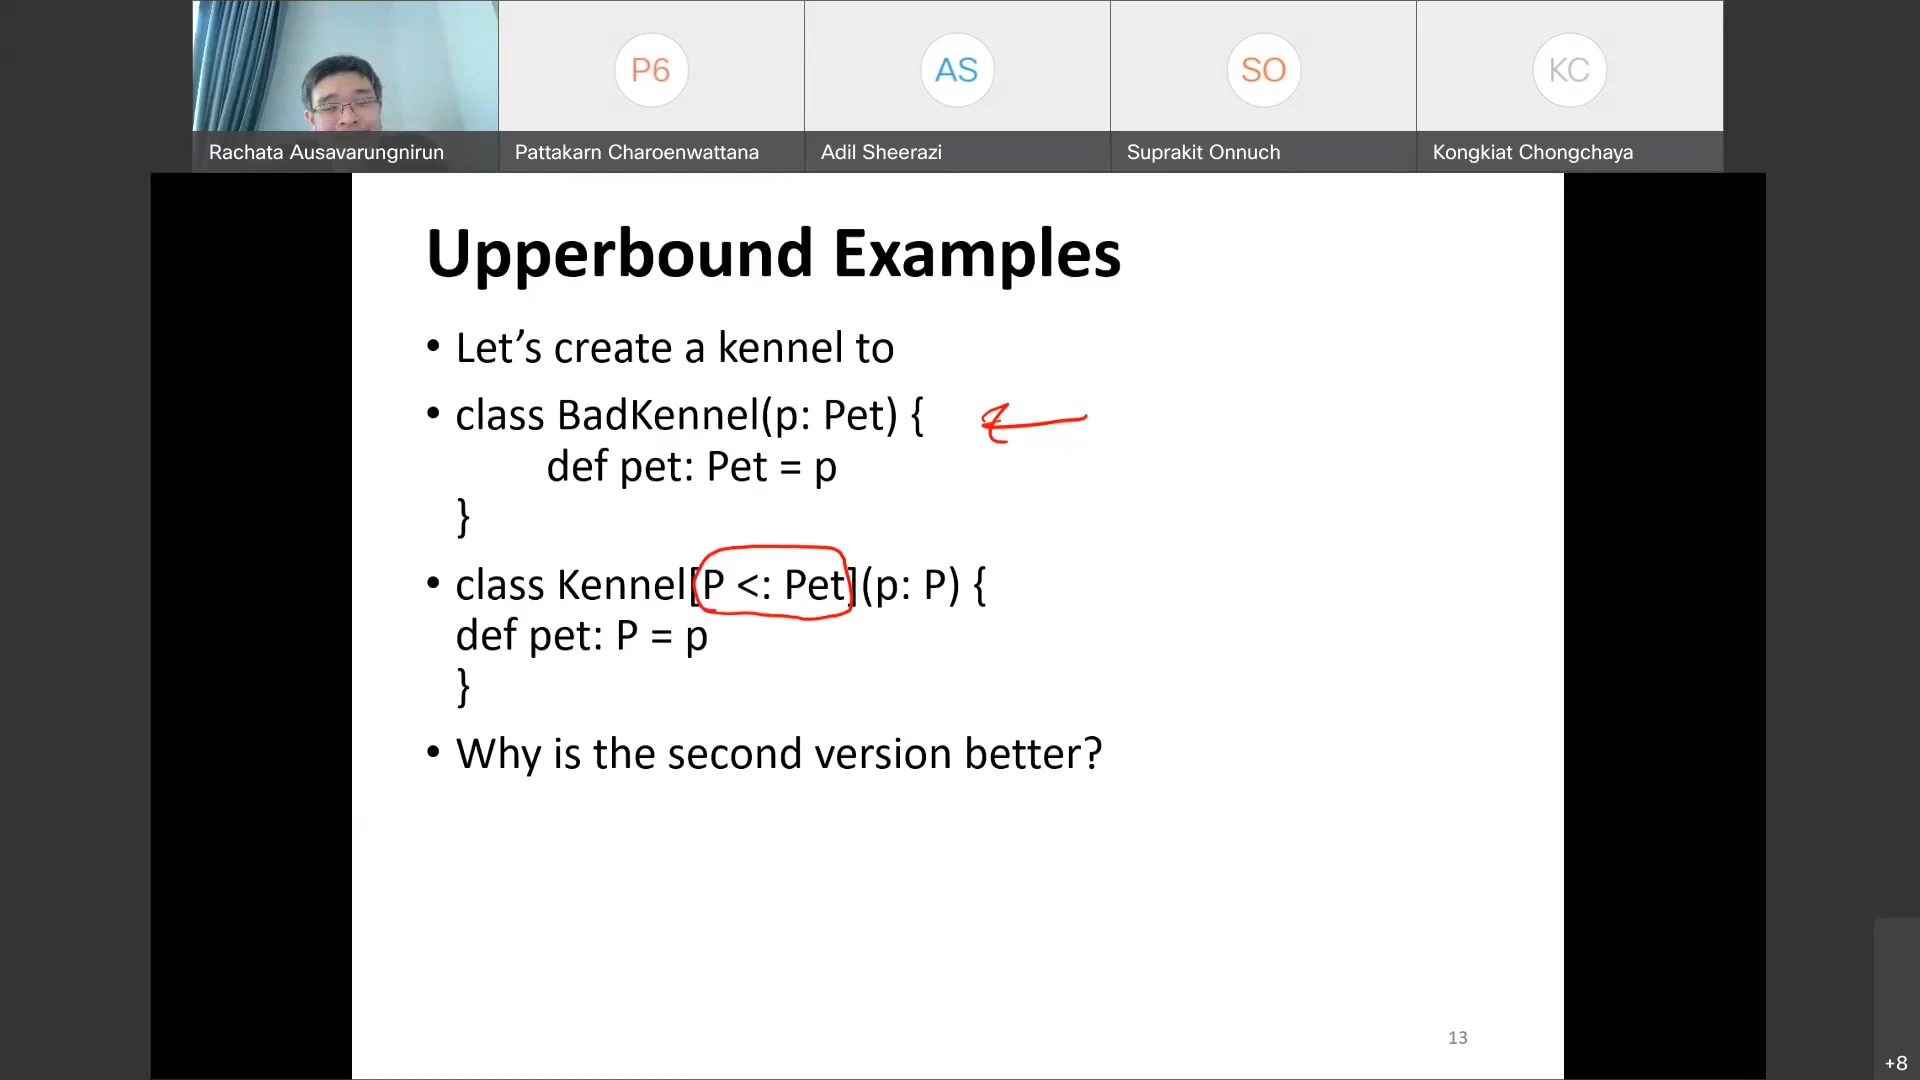 P6
AS
SO
KC
Rachata Ausavarungnirun
Pattakarn Charoenwattana
Adil Sheerazi
Suprakit Onnuch
Kongkiat Chongchaya
Upperbound Examples
• Let’s create a kennel to
• class BadKennel(p: Pet) {
def pet: Pet = p
}
• class Kennel[P <: Pet](p: P) {
def pet: P = p
}
• Why is the second version better?
13
+8